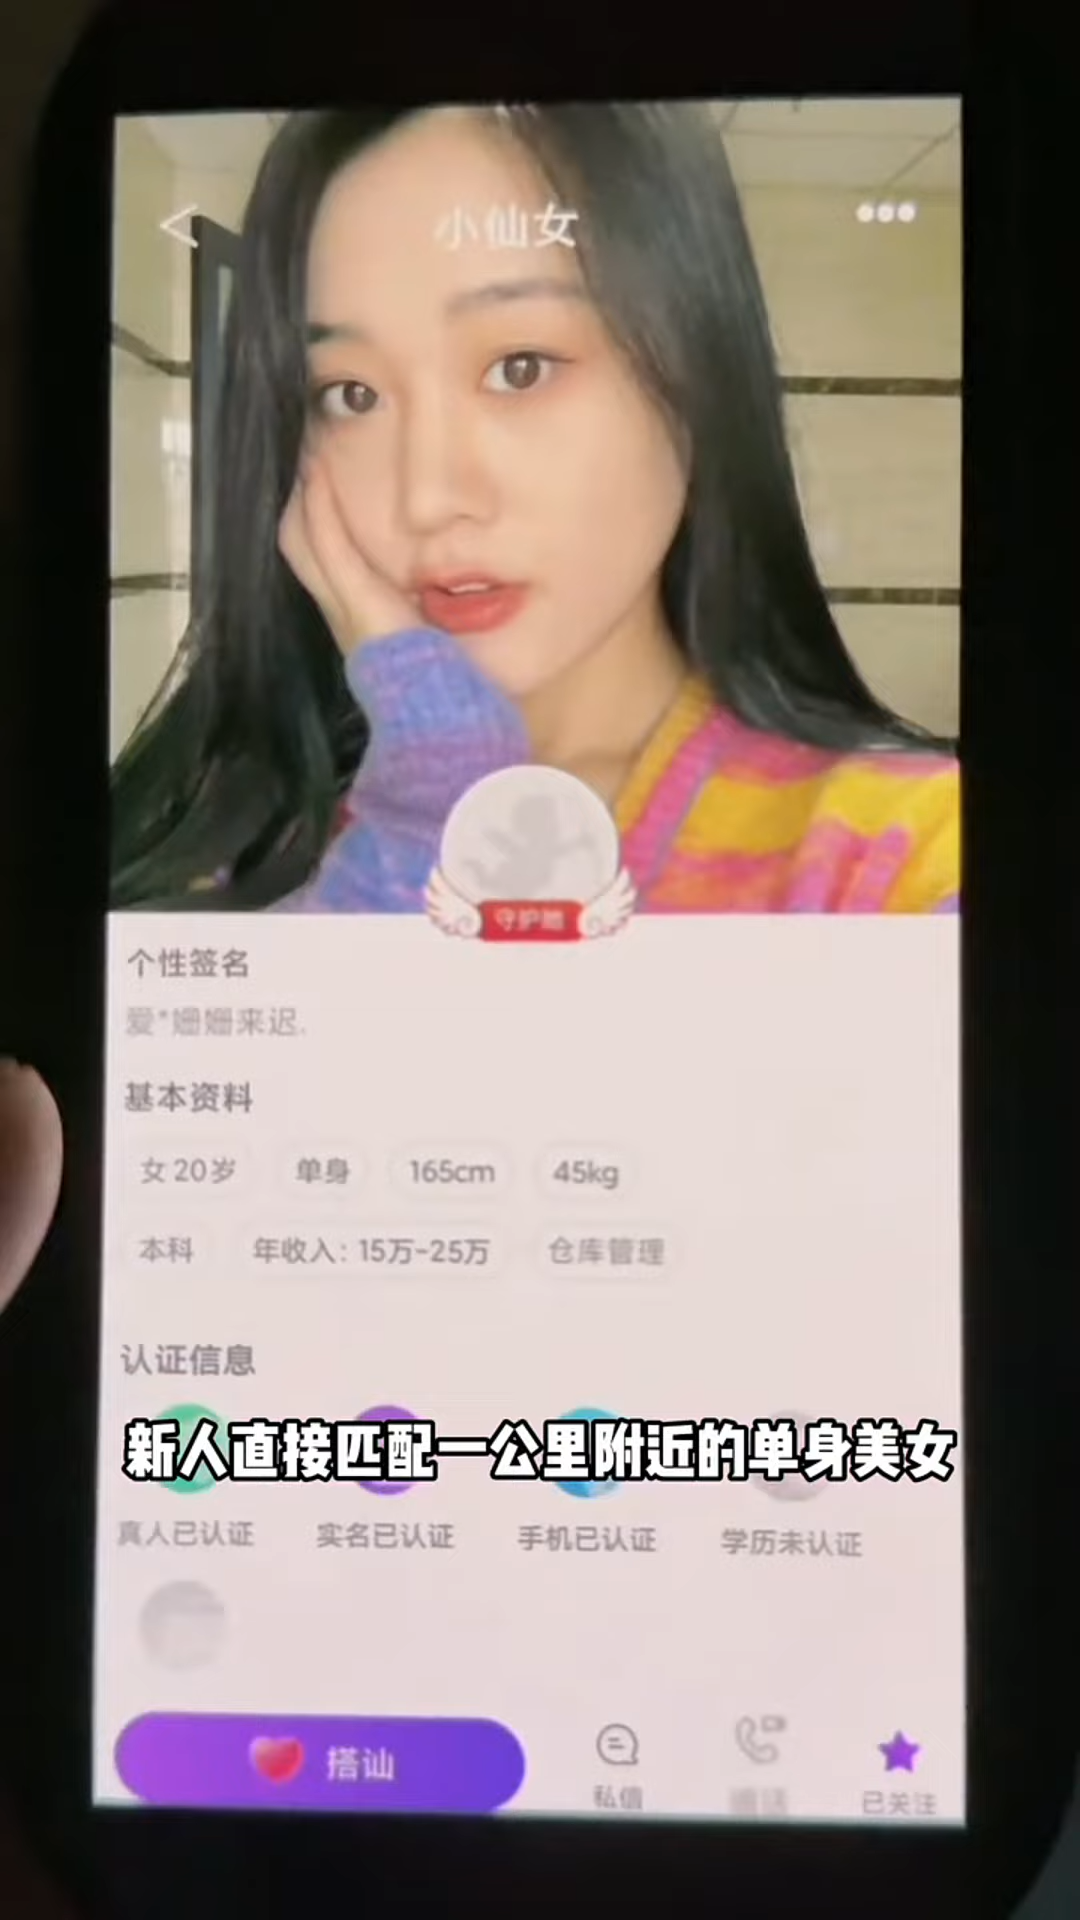 小仙女
守护她
个性签名
爱*姗姗来迟.
基本资料
女 20岁 单身 165cm 45kg
本科 年收入: 15万-25万 仓库管理
认证信息
新人直接匹配一公里附近的单身美女
真人已认证 实名已认证 手机已认证 学历未认证
搭讪
私信
已关注